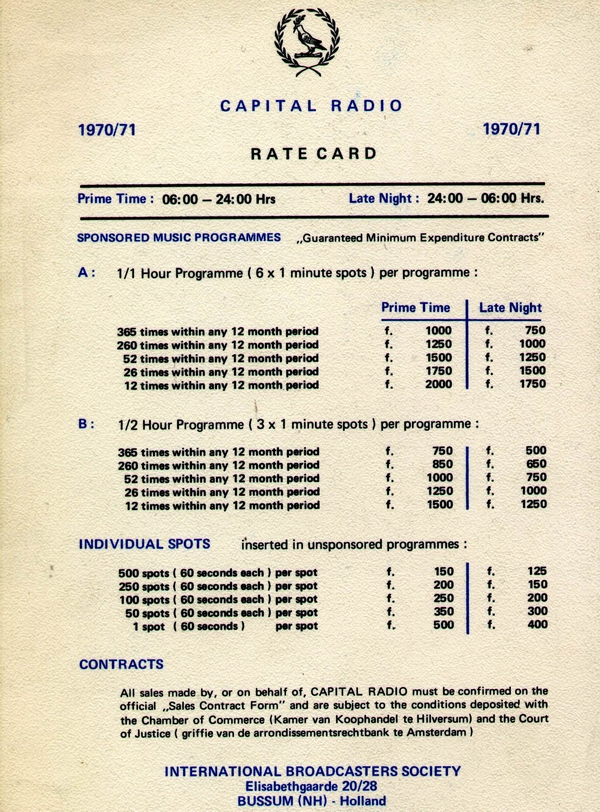 CAPITAL RADIO
1970/71 1970/71
RATE CARD
Prime Time : 06:00 – 24:00 Hrs Late Night : 24:00 – 06:00 Hrs.
SPONSORED MUSIC PROGRAMMES „Guaranteed Minimum Expenditure Contracts”
A : 1/1 Hour Programme ( 6 x 1 minute spots ) per programme :
Prime Time Late Night
365 times within any 12 month period f. 1000 f. 750
260 times within any 12 month period f. 1250 f. 1000
52 times within any 12 month period f. 1500 f. 1250
26 times within any 12 month period f. 1750 f. 1500
12 times within any 12 month period f. 2000 f. 1750
B : 1/2 Hour Programme ( 3 x 1 minute spots ) per programme :
365 times within any 12 month period f. 750 f. 500
260 times within any 12 month period f. 850 f. 650
52 times within any 12 month period f. 1000 f. 750
26 times within any 12 month period f. 1250 f. 1000
12 times within any 12 month period f. 1500 f. 1250
INDIVIDUAL SPOTS inserted in unsponsored programmes :
500 spots ( 60 seconds each ) per spot f. 150 f. 125
250 spots ( 60 seconds each ) per spot f. 200 f. 150
100 spots ( 60 seconds each ) per spot f. 250 f. 200
50 spots ( 60 seconds each ) per spot f. 350 f. 300
1 spot ( 60 seconds ) per spot f. 500 f. 400
CONTRACTS
All sales made by, or on behalf of, CAPITAL RADIO must be confirmed on the
official „Sales Contract Form” and are subject to the conditions deposited with
the Chamber of Commerce (Kamer van Koophandel te Hilversum) and the Court
of Justice ( griffie van de arrondissementsrechtbank te Amsterdam )
INTERNATIONAL BROADCASTERS SOCIETY
Elisabethgaarde 20/28
BUSSUM (NH) - Holland